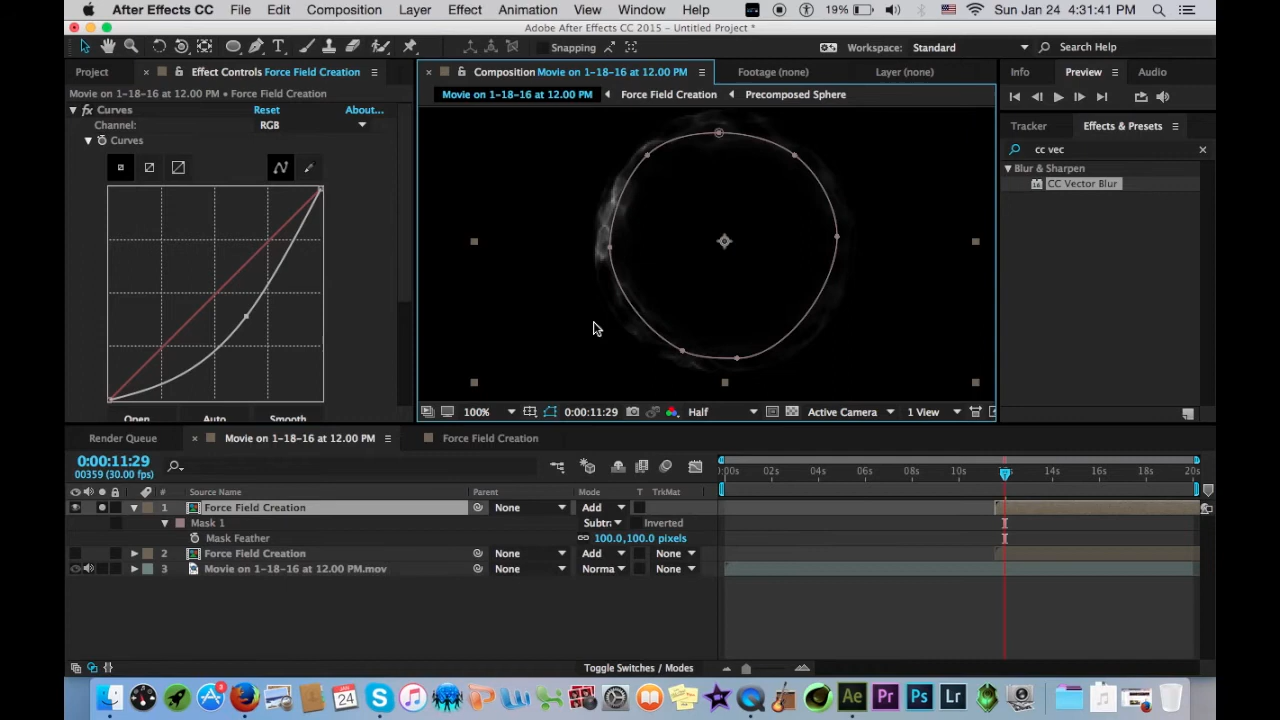 After Effects CC File Edit Composition Layer Effect Animation View Window Help 19% Sun Jan 24 4:31:41 PM
Adobe After Effects CC 2015 - Untitled Project *
Snapping Workspace: Standard Search Help
Project Effect Controls Force Field Creation Composition Movie on 1-18-16 at 12.00 PM Footage (none) Layer (none) Info Preview Audio
Movie on 1-18-16 at 12.00 PM • Force Field Creation Movie on 1-18-16 at 12.00 PM Force Field Creation Precomposed Sphere
fx Curves Reset About...
Channel: RGB Tracker Effects & Presets
Curves cc vec
Blur & Sharpen
CC Vector Blur
Open Auto Smooth 100% 0:00:11:29 Half Active Camera 1 View
Render Queue Movie on 1-18-16 at 12.00 PM Force Field Creation
0:00:11:29
00359 (30.00 fps) 02s 04s 06s 08s 10s 14s 16s 18s 20s
# Source Name Parent Mode T TrkMat
1 Force Field Creation None Add
Mask 1 Subtr Inverted
Mask Feather 100.0,100.0 pixels
2 Force Field Creation None Add None
3 Movie on 1-18-16 at 12.00 PM.mov None Norma None
Toggle Switches / Modes
3 JAN 24 Ae Pr Ps Lr